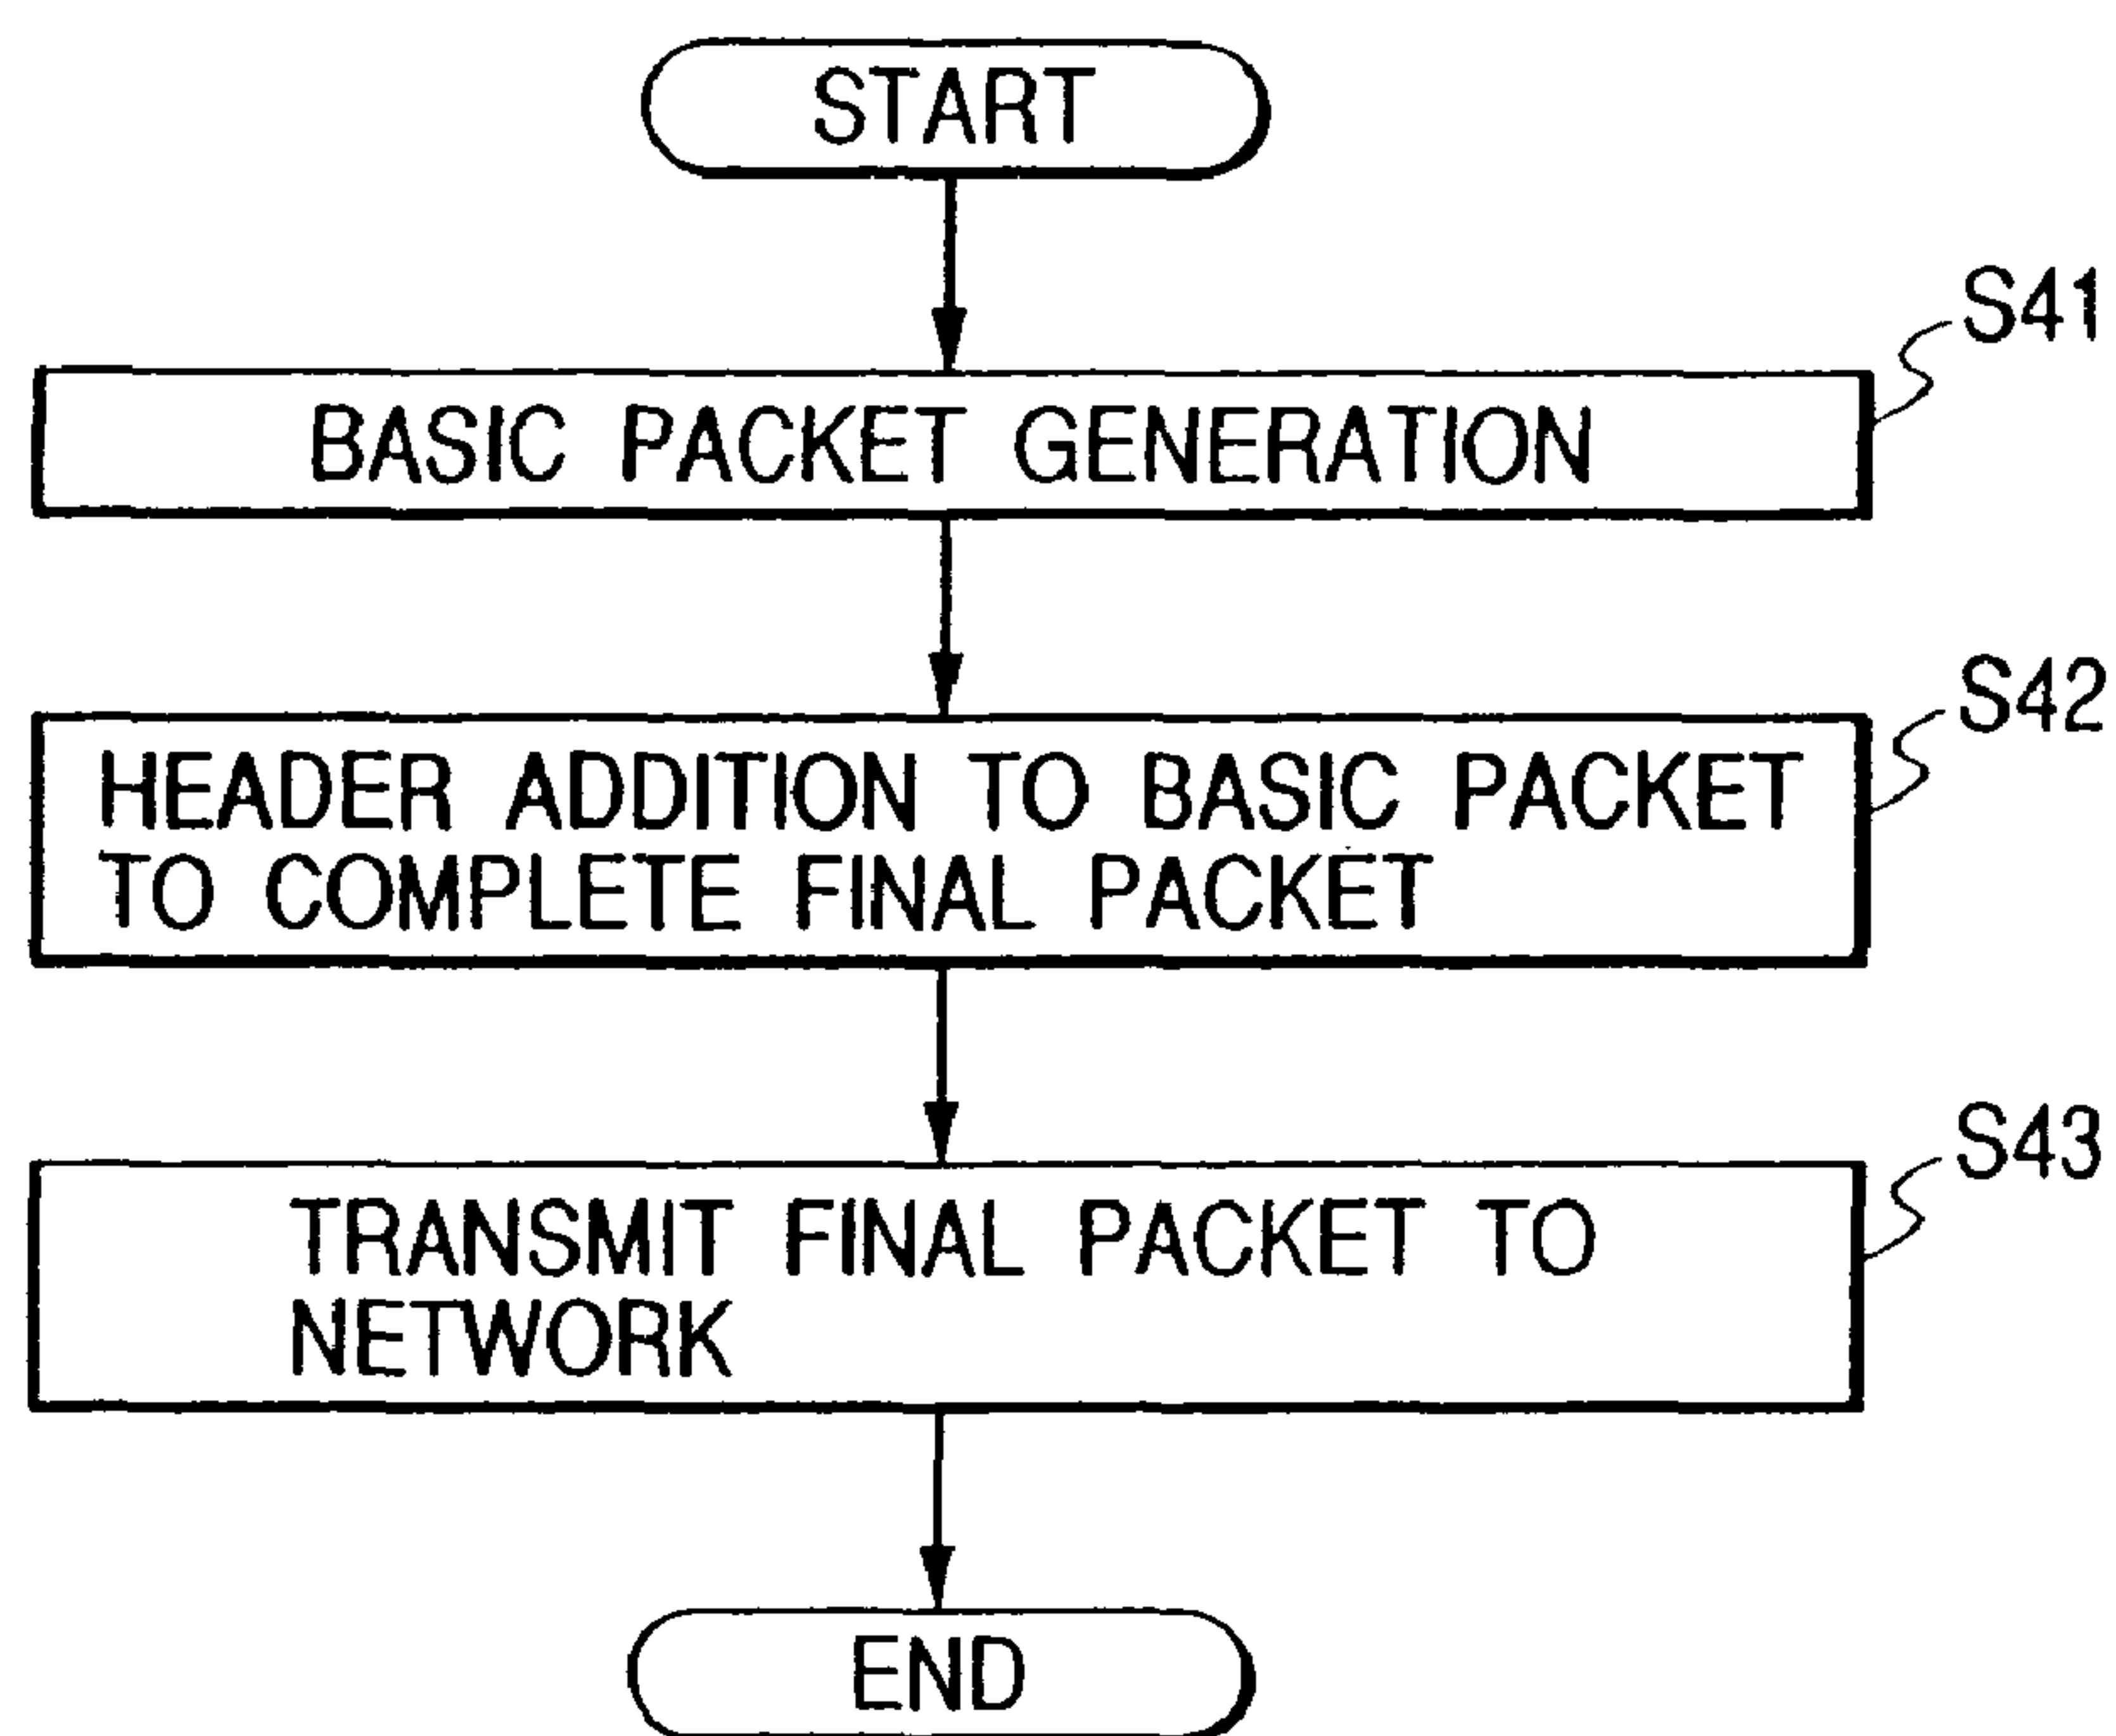 START
S41
BASIC PACKET GENERATION
S42
HEADER ADDITION TO BASIC PACKET
TO COMPLETE FINAL PACKET
S43
TRANSMIT FINAL PACKET TO
NETWORK
END